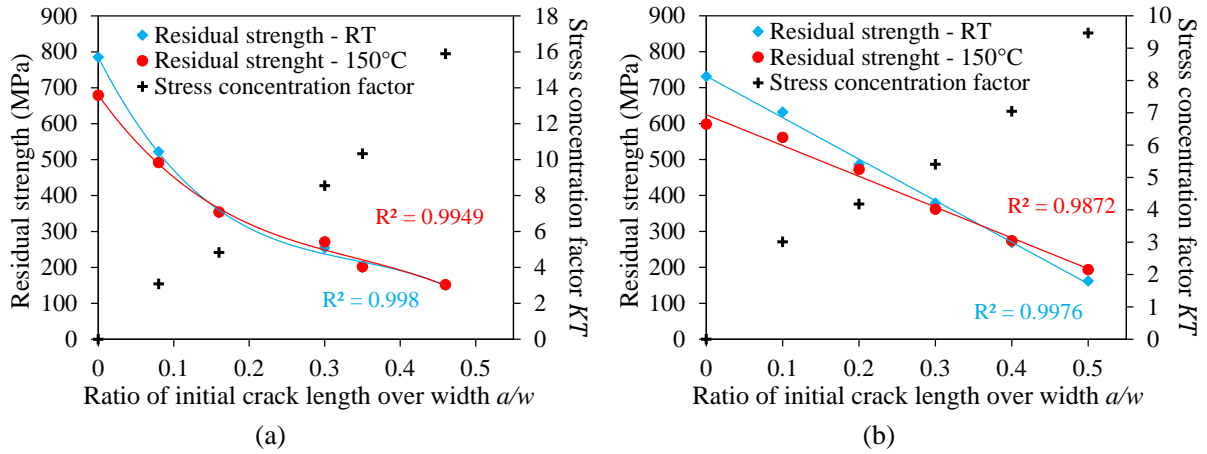 900
800
700
600
500
400
300
200
100
0
Residual strength (MPa)
Residual strength - RT
Residual strenght - 150°C
Stress concentration factor
R² = 0.9949
R² = 0.998
18
16
14
12
10
8
6
4
2
0
Stress concentration factor KT
0 0.1 0.2 0.3 0.4 0.5
Ratio of initial crack length over width a/w
(a)
900
800
700
600
500
400
300
200
100
0
Residual strength (MPa)
Residual strength - RT
Residual strenght - 150°C
Stress concentration factor
R² = 0.9872
R² = 0.9976
10
9
8
7
6
5
4
3
2
1
0
Stress concentration factor KT
0 0.1 0.2 0.3 0.4 0.5
Ratio of initial crack length over width a/w
(b)